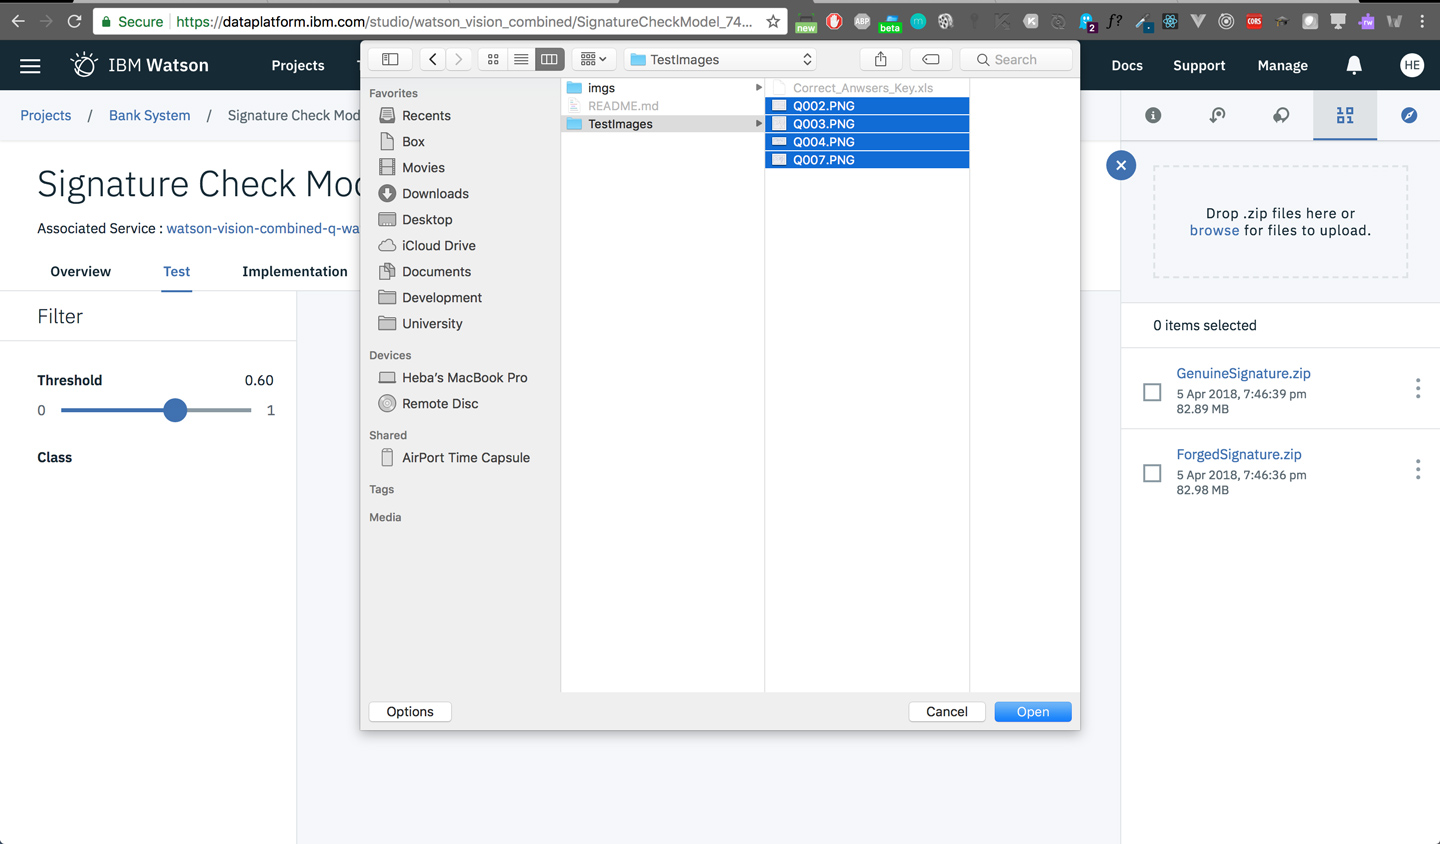 Secure https://dataplatform.ibm.com/studio/watson_vision_combined/SignatureCheckModel_74...
new
ABP
beta
2
f?
CORS
rw
IBM Watson
Projects
Docs
Support
Manage
HE
Projects / Bank System / Signature Check Mod
Signature Check Mo
Associated Service : watson-vision-combined-q-wa
Overview
Test
Implementation
Filter
Threshold 0.60
0 1
Class
TestImages
Search
Favorites
Recents
Box
Movies
Downloads
Desktop
iCloud Drive
Documents
Development
University
Devices
Heba's MacBook Pro
Remote Disc
Shared
AirPort Time Capsule
Tags
Media
imgs
README.md
TestImages
Correct_Anwsers_Key.xls
Q002.PNG
Q003.PNG
Q004.PNG
Q007.PNG
Options
Cancel
Open
Drop .zip files here or
browse for files to upload.
0 items selected
GenuineSignature.zip
5 Apr 2018, 7:46:39 pm
82.89 MB
ForgedSignature.zip
5 Apr 2018, 7:46:36 pm
82.98 MB